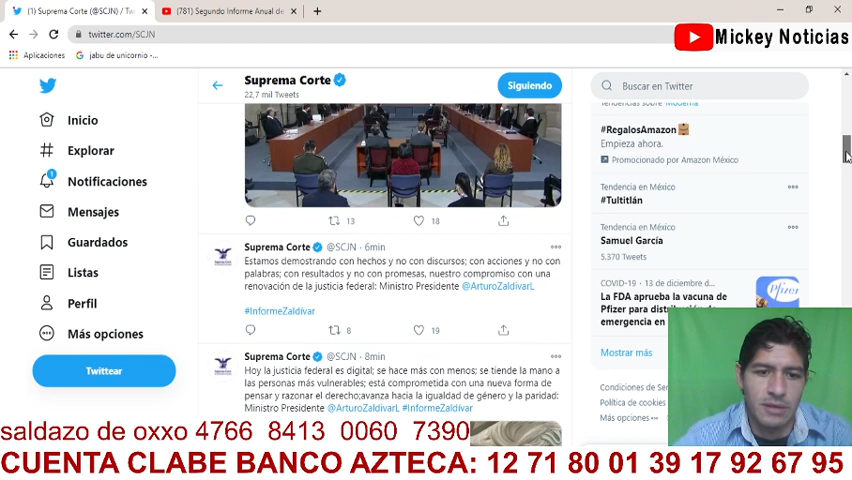 (1) Suprema Corte (@SCJN) / Tw
(781) Segundo Informe Anual de
twitter.com/SCJN
Aplicaciones
jabu de unicornio -...
Mickey Noticias
Suprema Corte
22,7 mil Tweets
Siguiendo
Buscar en Twitter
Inicio
Explorar
1
Notificaciones
Mensajes
Guardados
Listas
Perfil
Más opciones
Twittear
13
18
Suprema Corte @SCJN · 6min
Estamos demostrando con hechos y no con discursos; con acciones y no con
palabras; con resultados y no con promesas, nuestro compromiso con una
renovación de la justicia federal: Ministro Presidente @ArturoZaldivarL
#InformeZaldívar
8
19
Suprema Corte @SCJN · 8min
Hoy la justicia federal es digital; se hace más con menos; se tiende la mano a
las personas más vulnerables; está comprometida con una nueva forma de
pensar y razonar el derecho;avanza hacia la igualdad de género y la paridad:
Ministro Presidente @ArturoZaldivarL #InformeZaldívar
Tendencias sobre Moderna
#RegalosAmazon
Empieza ahora.
Promocionado por Amazon México
Tendencia en México
#Tultitlán
Tendencia en México
Samuel García
5.370 Tweets
COVID-19 · 13 de diciembre d...
La FDA aprueba la vacuna de
Pfizer para distribución de
emergencia en
Pfizer
Mostrar más
Condiciones de Ser
Política de cookies
Más opciones
saldazo de oxxo 4766 8413 0060 7390
CUENTA CLABE BANCO AZTECA: 12 71 80 01 39 17 92 67 95